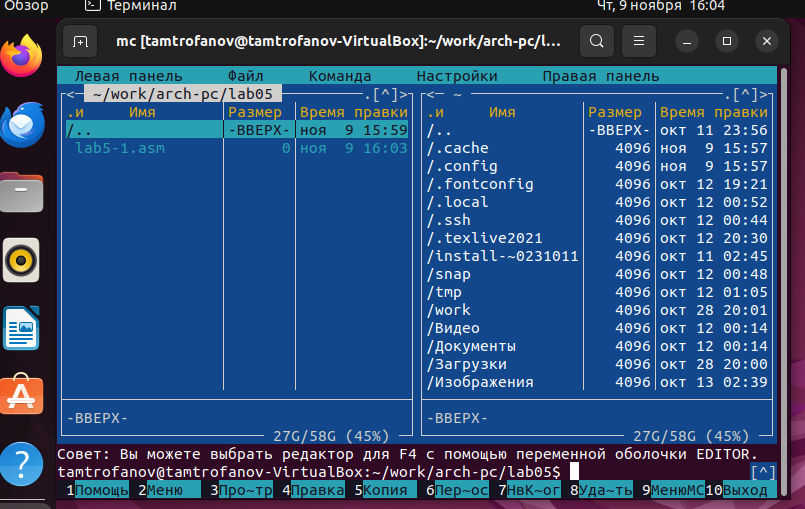 Обзор Терминал Чт, 9 ноября 16:04
mc [tamtrofanov@tamtrofanov-VirtualBox]:~/work/arch-pc/l...
Левая панель Файл Команда Настройки Правая панель
<─ ~/work/arch-pc/lab05 ─.[^]>
.и Имя Размер Время правки
/.. -ВВЕРХ- ноя 9 15:59
lab5-1.asm 0 ноя 9 16:03
-ВВЕРХ-
27G/58G (45%)
<─ ~ ─.[^]>
.и Имя Размер Время правки
/.. -ВВЕРХ- окт 11 23:56
/.cache 4096 ноя 9 15:57
/.config 4096 ноя 9 15:57
/.fontconfig 4096 окт 12 19:21
/.local 4096 окт 12 00:52
/.ssh 4096 окт 12 00:44
/.texlive2021 4096 окт 12 20:30
/install-~0231011 4096 окт 11 02:45
/snap 4096 окт 12 00:48
/tmp 4096 окт 12 01:05
/work 4096 окт 28 20:01
/Видео 4096 окт 12 00:14
/Документы 4096 окт 12 00:14
/Загрузки 4096 окт 28 20:00
/Изображения 4096 окт 13 02:39
-ВВЕРХ-
27G/58G (45%)
Совет: Вы можете выбрать редактор для F4 с помощью переменной оболочки EDITOR.
tamtrofanov@tamtrofanov-VirtualBox:~/work/arch-pc/lab05$ [^]
1Помощь 2Меню 3Про~тр 4Правка 5Копия 6Пер~ос 7НвК~ог 8Уда~ть 9МенюMC 10Выход